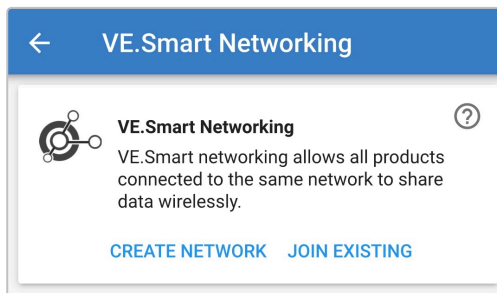 VE.Smart Networking
VE.Smart Networking
VE.Smart networking allows all products
connected to the same network to share
data wirelessly.
CREATE NETWORK JOIN EXISTING